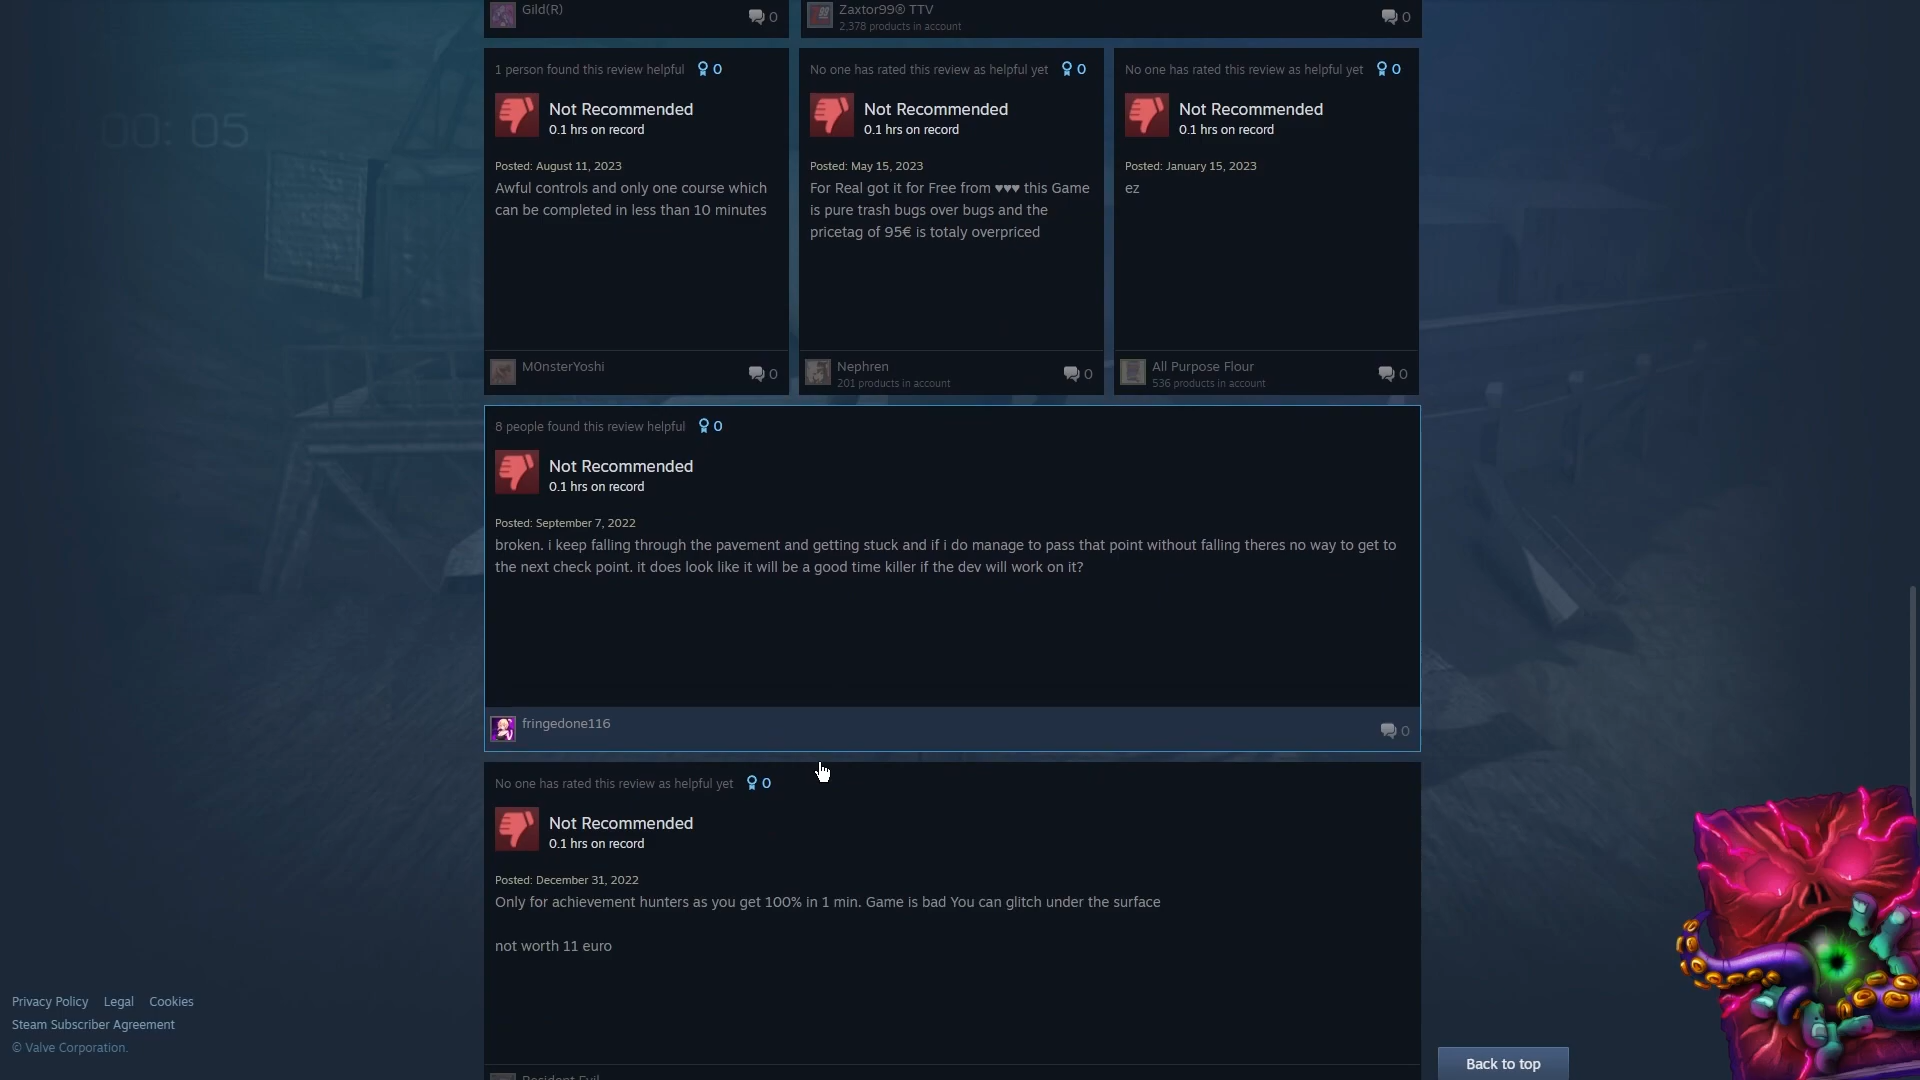 Gild(R)
0
Zaxtor99® TTV
2,378 products in account
0
1 person found this review helpful
0
Not Recommended
0.1 hrs on record
Posted: August 11, 2023
Awful controls and only one course which
can be completed in less than 10 minutes
M0nsterYoshi
0
No one has rated this review as helpful yet
0
Not Recommended
0.1 hrs on record
Posted: May 15, 2023
For Real got it for Free from ♥♥♥ this Game
is pure trash bugs over bugs and the
pricetag of 95€ is totaly overpriced
Nephren
201 products in account
0
No one has rated this review as helpful yet
0
Not Recommended
0.1 hrs on record
Posted: January 15, 2023
ez
All Purpose Flour
536 products in account
0
00: 05
8 people found this review helpful
0
Not Recommended
0.1 hrs on record
Posted: September 7, 2022
broken. i keep falling through the pavement and getting stuck and if i do manage to pass that point without falling theres no way to get to
the next check point. it does look like it will be a good time killer if the dev will work on it?
fringedone116
0
No one has rated this review as helpful yet
0
Not Recommended
0.1 hrs on record
Posted: December 31, 2022
Only for achievement hunters as you get 100% in 1 min. Game is bad You can glitch under the surface
not worth 11 euro
Resident Evil
Privacy Policy Legal Cookies
Steam Subscriber Agreement
© Valve Corporation.
Back to top